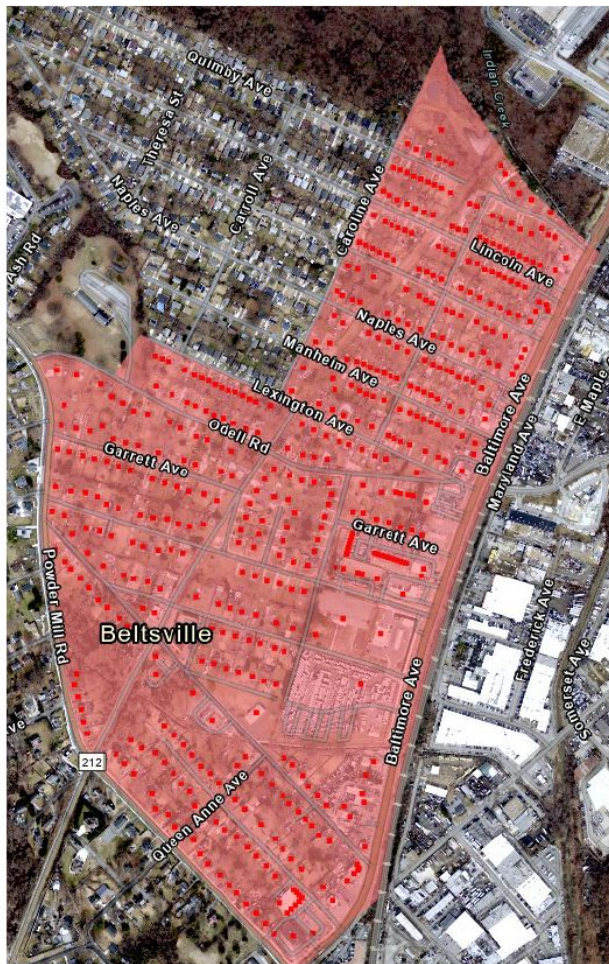 Quimby Ave
Indian Creek
Theresa St
Naples Ave
Carroll Ave
Caroline Ave
Ash Rd
Lincoln Ave
Naples Ave
Manheim Ave
Lexington Ave
Odell Rd
Baltimore Ave
Maryland Ave
E Maple
Garrett Ave
Garrett Ave
Powder Mill Rd
Beltsville
Frederick Ave
Somerset Ave
Baltimore Ave
ve
212
Queen Anne Ave